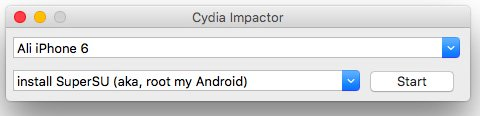 Cydia Impactor
Ali iPhone 6
install SuperSU (aka, root my Android)
Start